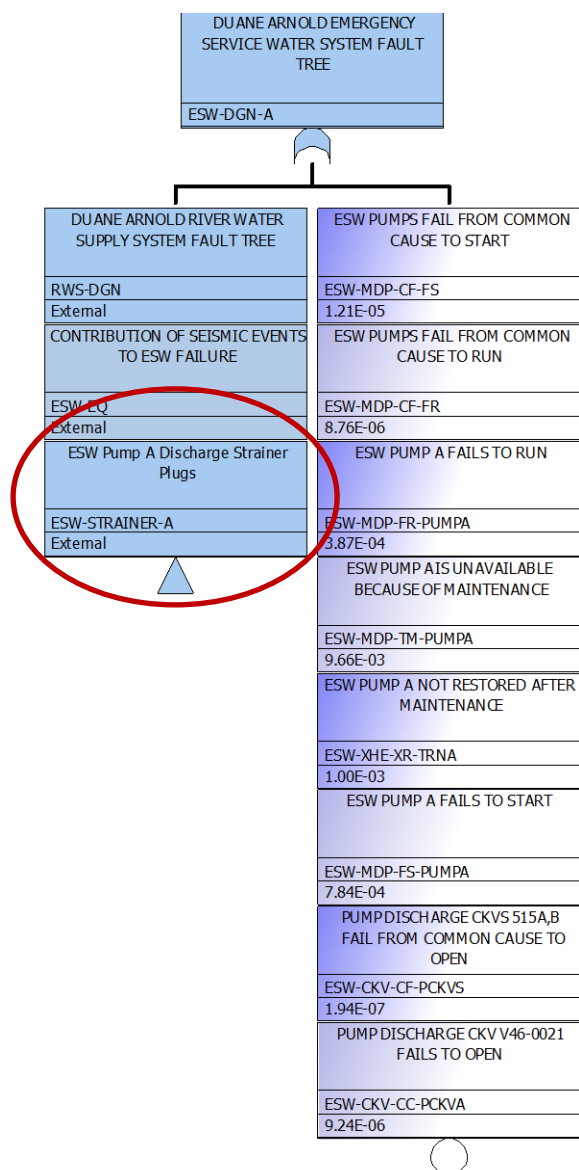 DUANE ARNOLD EMERGENCY
SERVICE WATER SYSTEM FAULT
TREE
ESW-DGN-A
DUANE ARNOLD RIVER WATER
SUPPLY SYSTEM FAULT TREE
RWS-DGN
External
CONTRIBUTION OF SEISMIC EVENTS
TO ESW FAILURE
ESW-EQ
External
ESW Pump A Discharge Strainer
Plugs
ESW-STRAINER-A
External
ESW PUMPS FAIL FROM COMMON
CAUSE TO START
ESW-MDP-CF-FS
1.21E-05
ESW PUMPS FAIL FROM COMMON
CAUSE TO RUN
ESW-MDP-CF-FR
8.76E-06
ESW PUMP A FAILS TO RUN
ESW-MDP-FR-PUMPA
3.87E-04
ESW PUMP A IS UNAVAILABLE
BECAUSE OF MAINTENANCE
ESW-MDP-TM-PUMPA
9.66E-03
ESW PUMP A NOT RESTORED AFTER
MAINTENANCE
ESW-XHE-XR-TRNA
1.00E-03
ESW PUMP A FAILS TO START
ESW-MDP-FS-PUMPA
7.84E-04
PUMP DISCHARGE CKVS 515A,B
FAIL FROM COMMON CAUSE TO
OPEN
ESW-CKV-CF-PCKVS
1.94E-07
PUMP DISCHARGE CKV V46-0021
FAILS TO OPEN
ESW-CKV-CC-PCKVA
9.24E-06